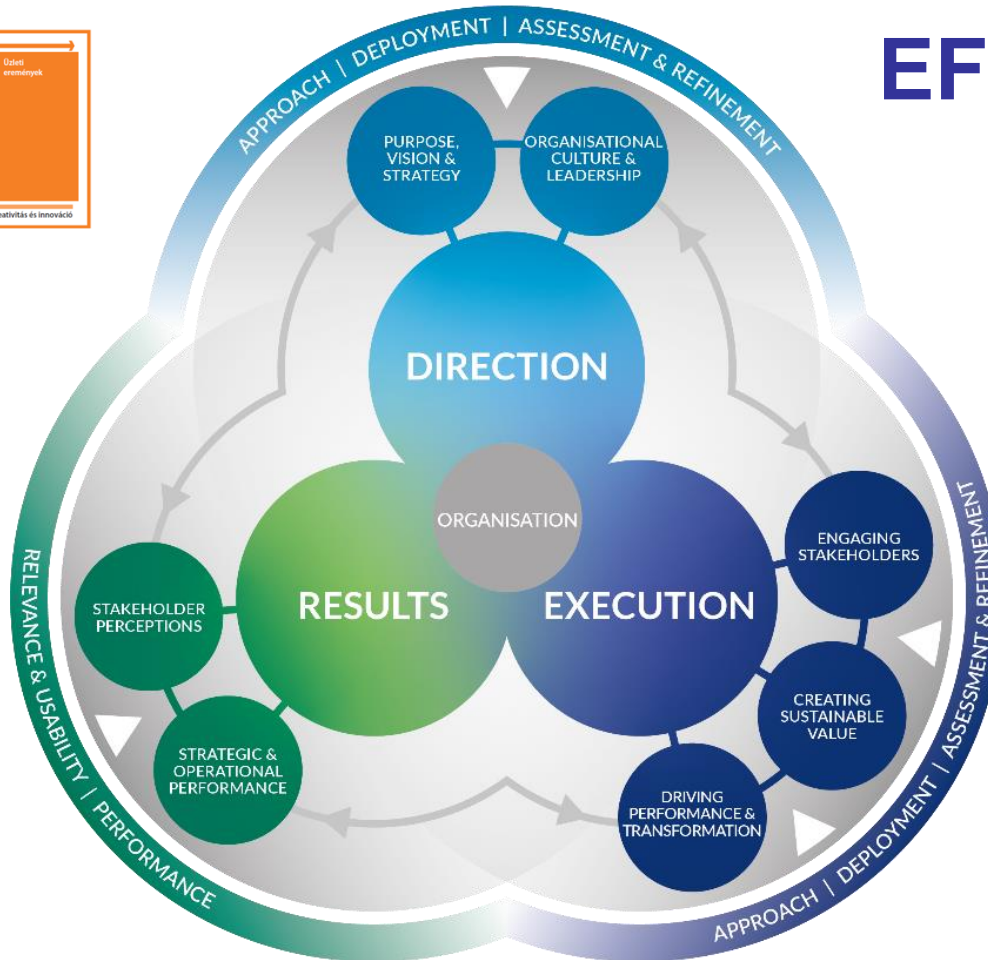 Üzleti
eremények
eativitás és innováció
EF
APPROACH | DEPLOYMENT | ASSESSMENT & REFINEMENT
PURPOSE,
VISION &
STRATEGY
ORGANISATIONAL
CULTURE &
LEADERSHIP
DIRECTION
ORGANISATION
RESULTS
EXECUTION
ENGAGING
STAKEHOLDERS
CREATING
SUSTAINABLE
VALUE
DRIVING
PERFORMANCE &
TRANSFORMATION
STAKEHOLDER
PERCEPTIONS
STRATEGIC &
OPERATIONAL
PERFORMANCE
RELEVANCE & USABILITY | PERFORMANCE
APPROACH | DEPLOYMENT | ASSESSMENT & REFINEMENT